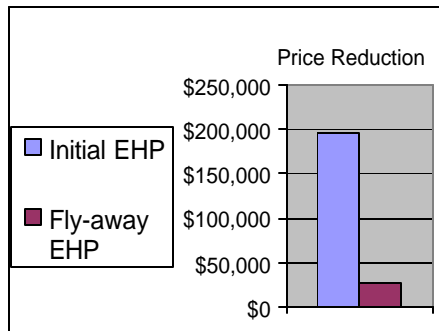 Price Reduction
$250,000
$200,000
$150,000
$100,000
$50,000
$0
Initial EHP
Fly-away
EHP